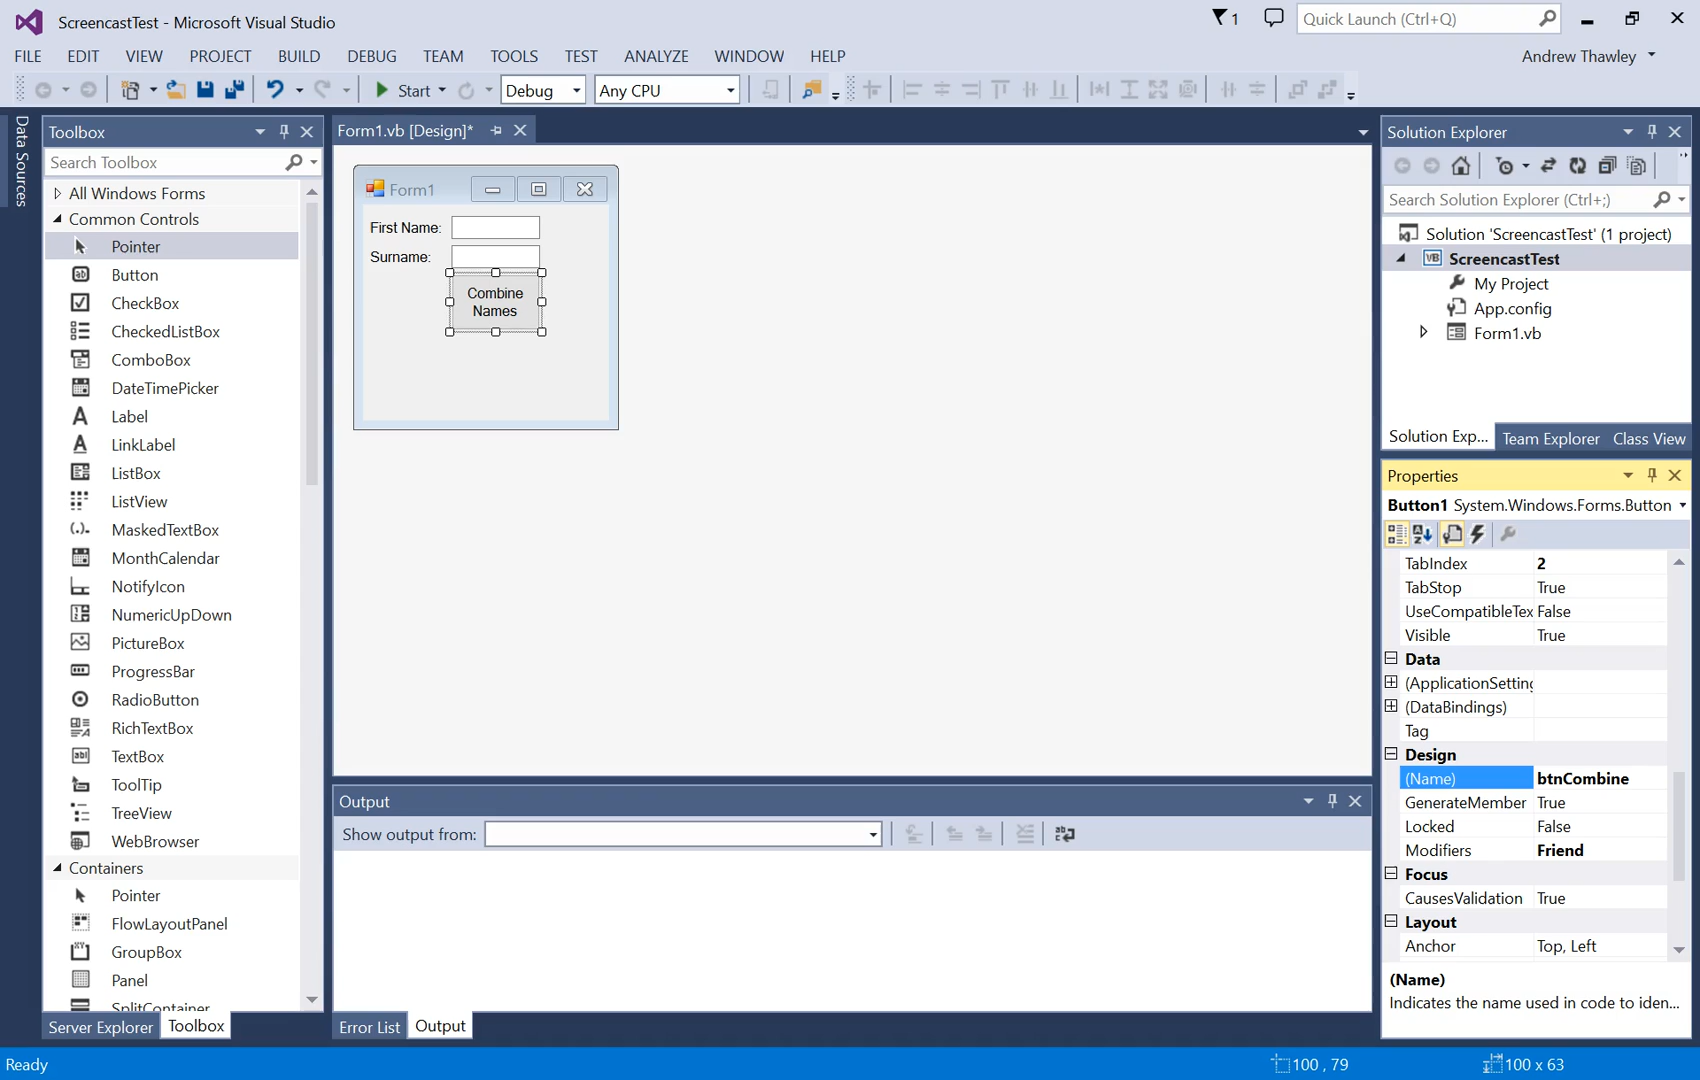 ScreencastTest - Microsoft Visual Studio
1
Quick Launch (Ctrl+Q)
FILE EDIT VIEW PROJECT BUILD DEBUG TEAM TOOLS TEST ANALYZE WINDOW HELP
Andrew Thawley
Start Debug Any CPU
Data Sources
Toolbox
Search Toolbox
All Windows Forms
Common Controls
Pointer
Button
CheckBox
CheckedListBox
ComboBox
DateTimePicker
Label
LinkLabel
ListBox
ListView
MaskedTextBox
MonthCalendar
NotifyIcon
NumericUpDown
PictureBox
ProgressBar
RadioButton
RichTextBox
TextBox
ToolTip
TreeView
WebBrowser
Containers
Pointer
FlowLayoutPanel
GroupBox
Panel
SplitContainer
Server Explorer Toolbox
Form1.vb [Design]*
Form1
First Name:
Surname:
Combine
Names
Output
Show output from:
Error List Output
Solution Explorer
Search Solution Explorer (Ctrl+;)
Solution 'ScreencastTest' (1 project)
VB ScreencastTest
My Project
App.config
Form1.vb
Solution Exp... Team Explorer Class View
Properties
Button1 System.Windows.Forms.Button
TabIndex 2
TabStop True
UseCompatibleTex False
Visible True
Data
(ApplicationSetting
(DataBindings)
Tag
Design
(Name) btnCombine
GenerateMember True
Locked False
Modifiers Friend
Focus
CausesValidation True
Layout
Anchor Top, Left
(Name)
Indicates the name used in code to iden...
Ready
100 , 79
100 x 63